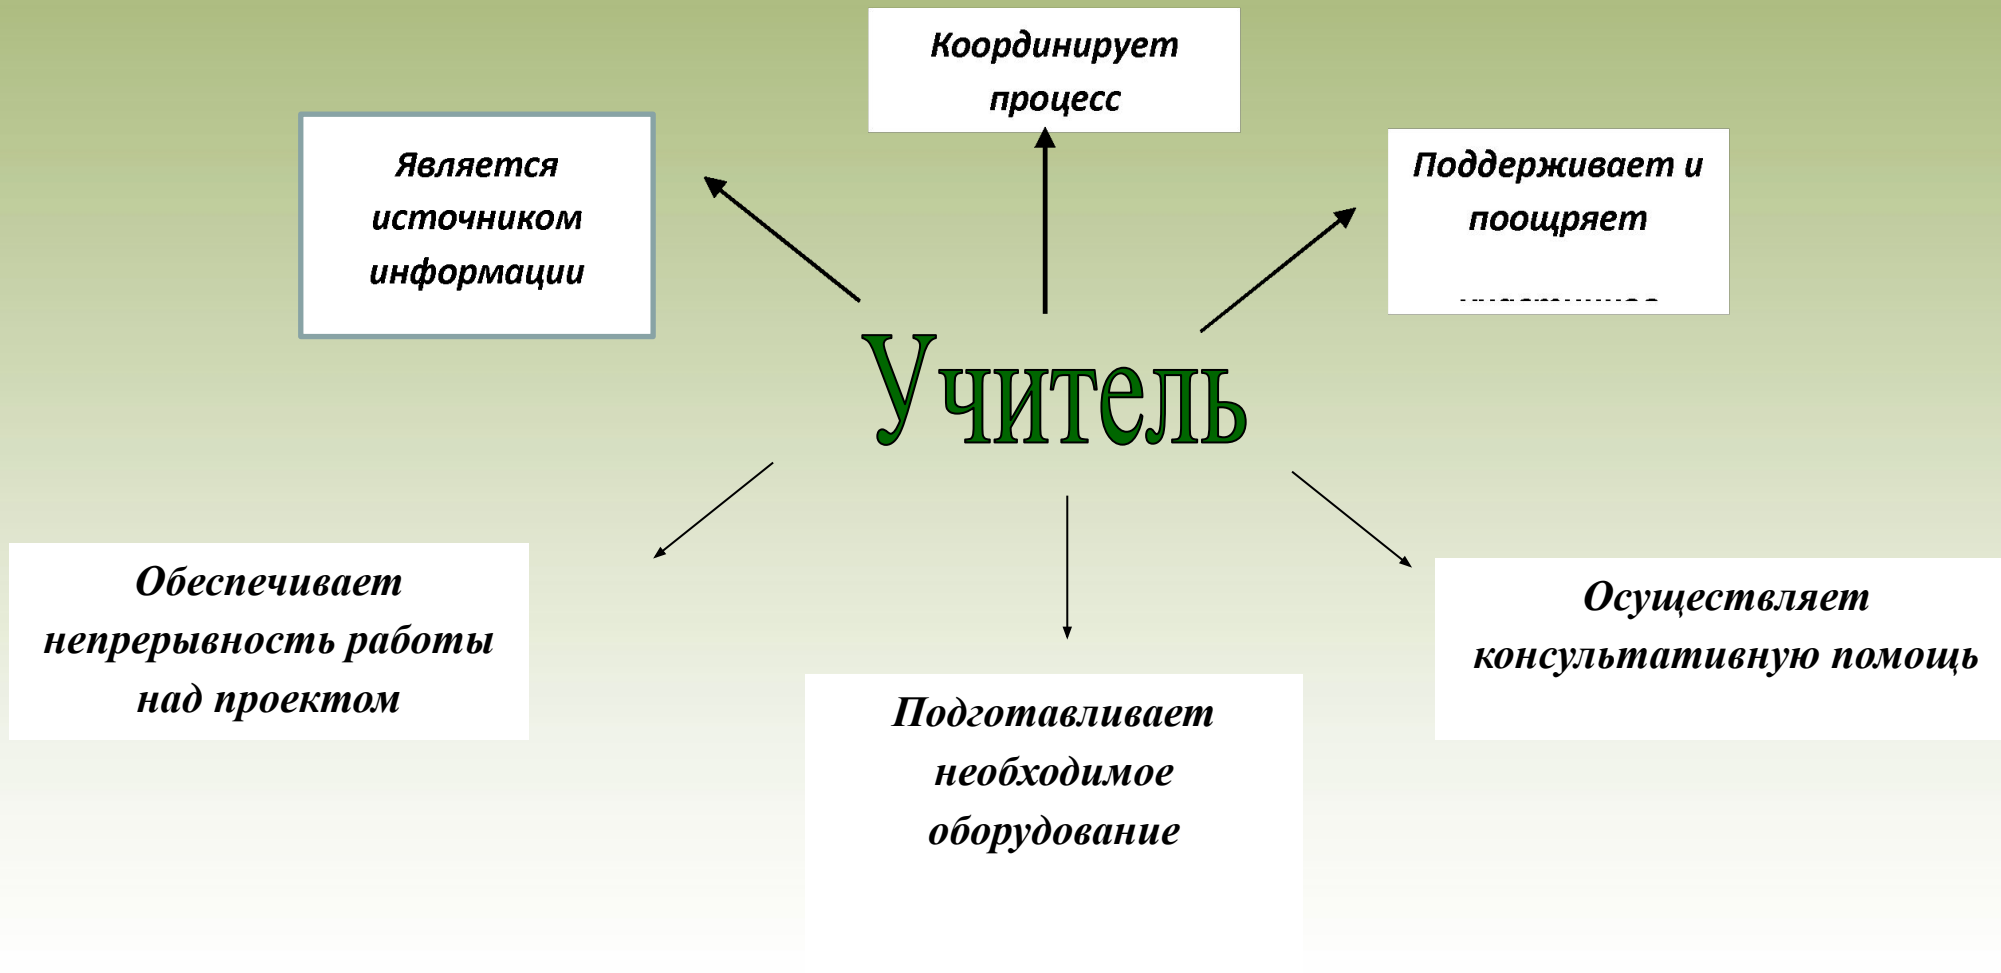 Координирует
процесс
Является
источником
информации
Поддерживает и
поощряет
Учитель
Обеспечивает
непрерывность работы
над проектом
Подготавливает
необходимое
оборудование
Осуществляет
консультативную помощь